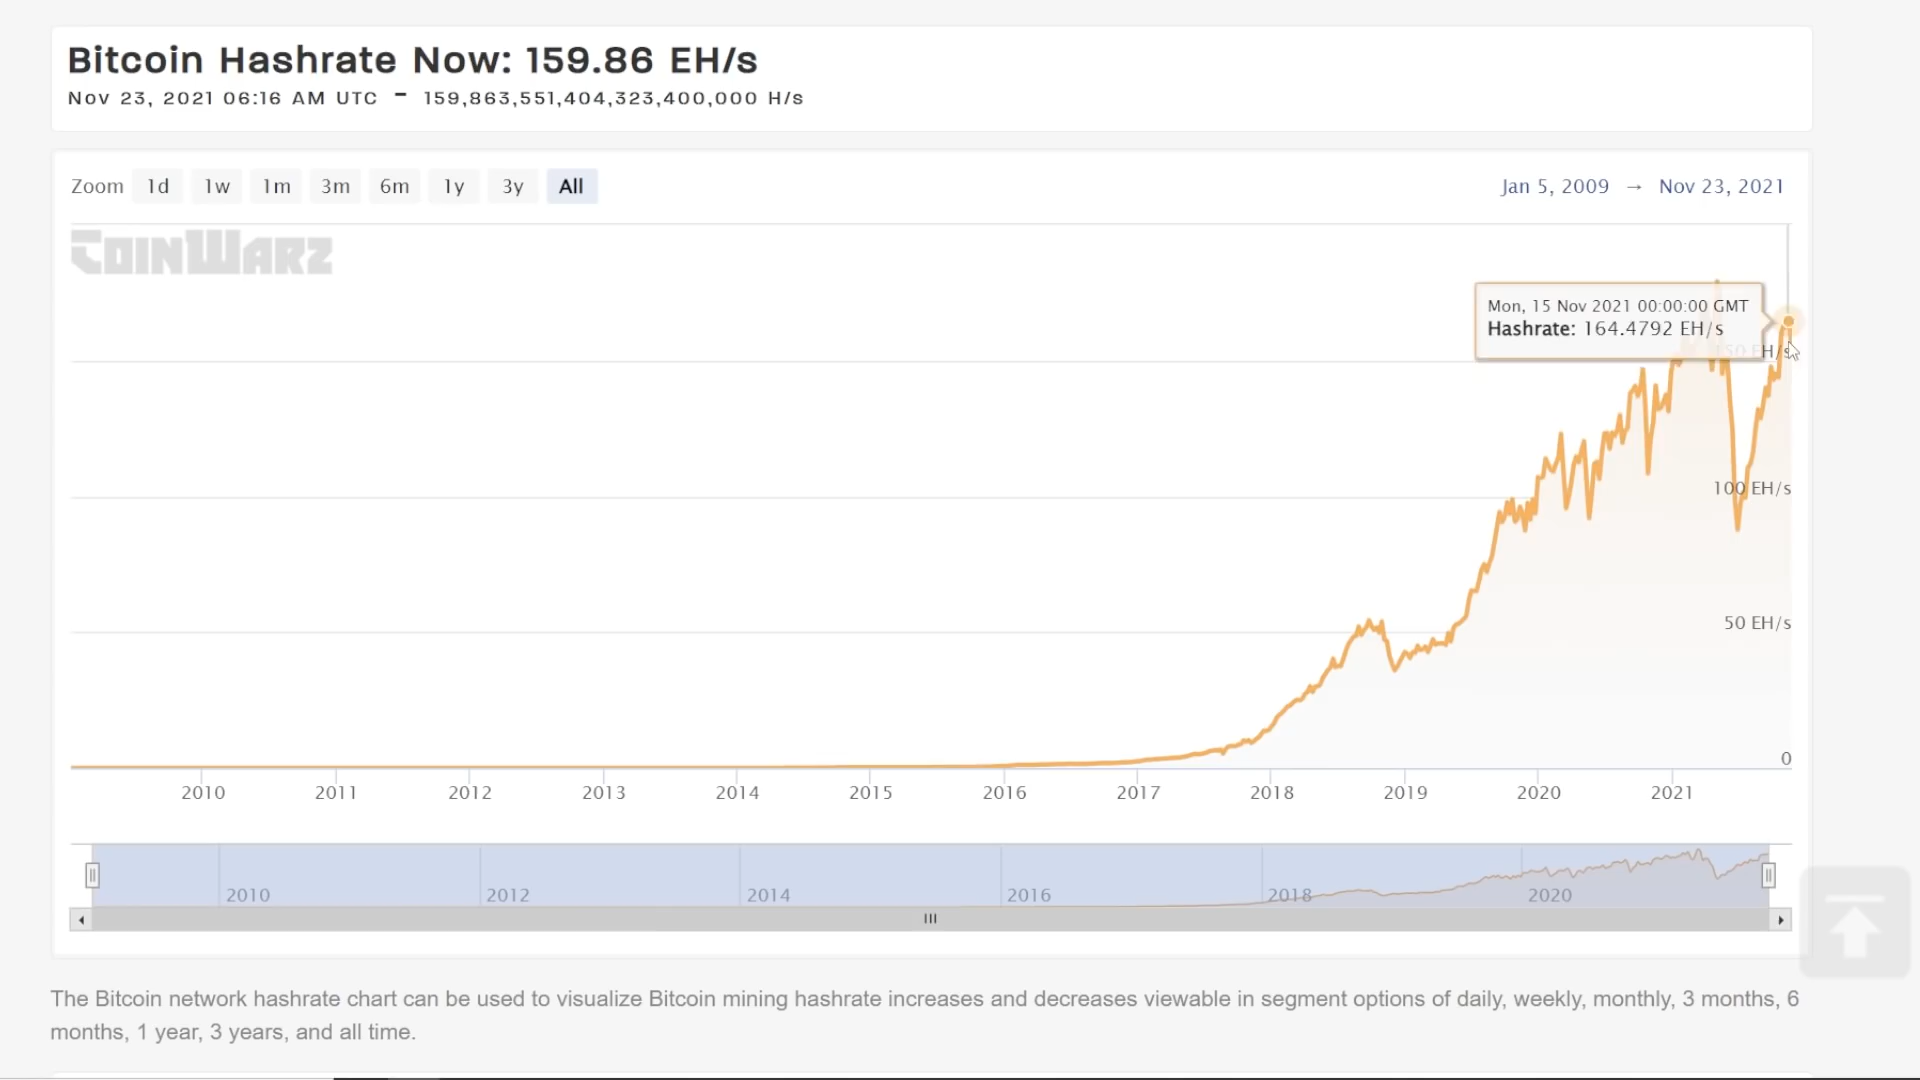 Bitcoin Hashrate Now: 159.86 EH/s
Nov 23, 2021 06:16 AM UTC - 159,863,551,404,323,400,000 H/s
Zoom 1d 1w 1m 3m 6m 1y 3y All
Jan 5, 2009 → Nov 23, 2021
COINWARZ
Mon, 15 Nov 2021 00:00:00 GMT
Hashrate: 164.4792 EH/s
150 EH/s
100 EH/s
50 EH/s
0
2010 2011 2012 2013 2014 2015 2016 2017 2018 2019 2020 2021
2010 2012 2014 2016 2018 2020
The Bitcoin network hashrate chart can be used to visualize Bitcoin mining hashrate increases and decreases viewable in segment options of daily, weekly, monthly, 3 months, 6
months, 1 year, 3 years, and all time.